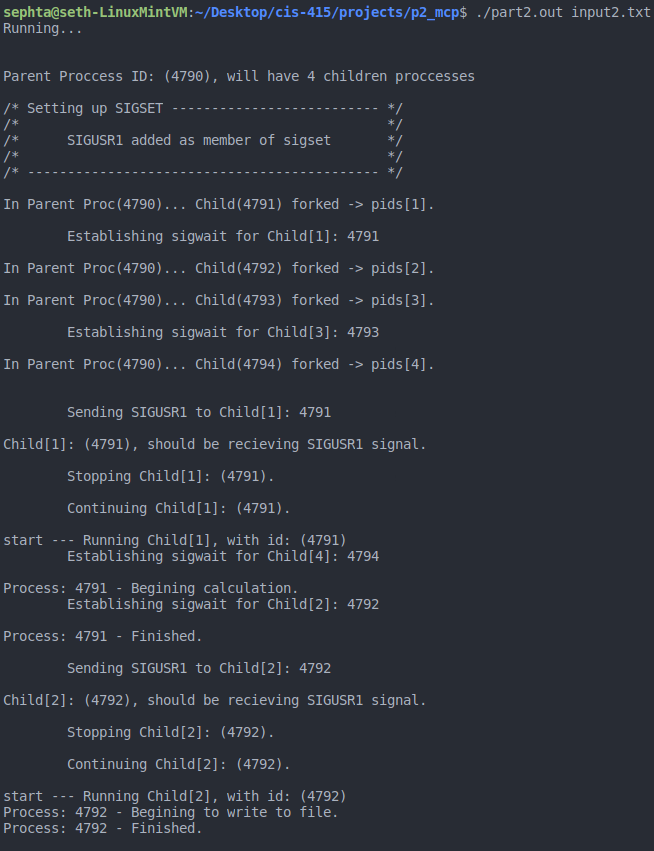 sephta@seth-LinuxMintVM:~/Desktop/cis-415/projects/p2_mcp$ ./part2.out input2.txt
Running...
Parent Proccess ID: (4790), will have 4 children proccesses
/* Setting up SIGSET -------------------------- */
/*                                              */
/*      SIGUSR1 added as member of sigset       */
/*                                              */
/* -------------------------------------------- */
In Parent Proc(4790)... Child(4791) forked -> pids[1].
Establishing sigwait for Child[1]: 4791
In Parent Proc(4790)... Child(4792) forked -> pids[2].
In Parent Proc(4790)... Child(4793) forked -> pids[3].
Establishing sigwait for Child[3]: 4793
In Parent Proc(4790)... Child(4794) forked -> pids[4].
Sending SIGUSR1 to Child[1]: 4791
Child[1]: (4791), should be recieving SIGUSR1 signal.
Stopping Child[1]: (4791).
Continuing Child[1]: (4791).
start --- Running Child[1], with id: (4791)
Establishing sigwait for Child[4]: 4794
Process: 4791 - Begining calculation.
Establishing sigwait for Child[2]: 4792
Process: 4791 - Finished.
Sending SIGUSR1 to Child[2]: 4792
Child[2]: (4792), should be recieving SIGUSR1 signal.
Stopping Child[2]: (4792).
Continuing Child[2]: (4792).
start --- Running Child[2], with id: (4792)
Process: 4792 - Begining to write to file.
Process: 4792 - Finished.